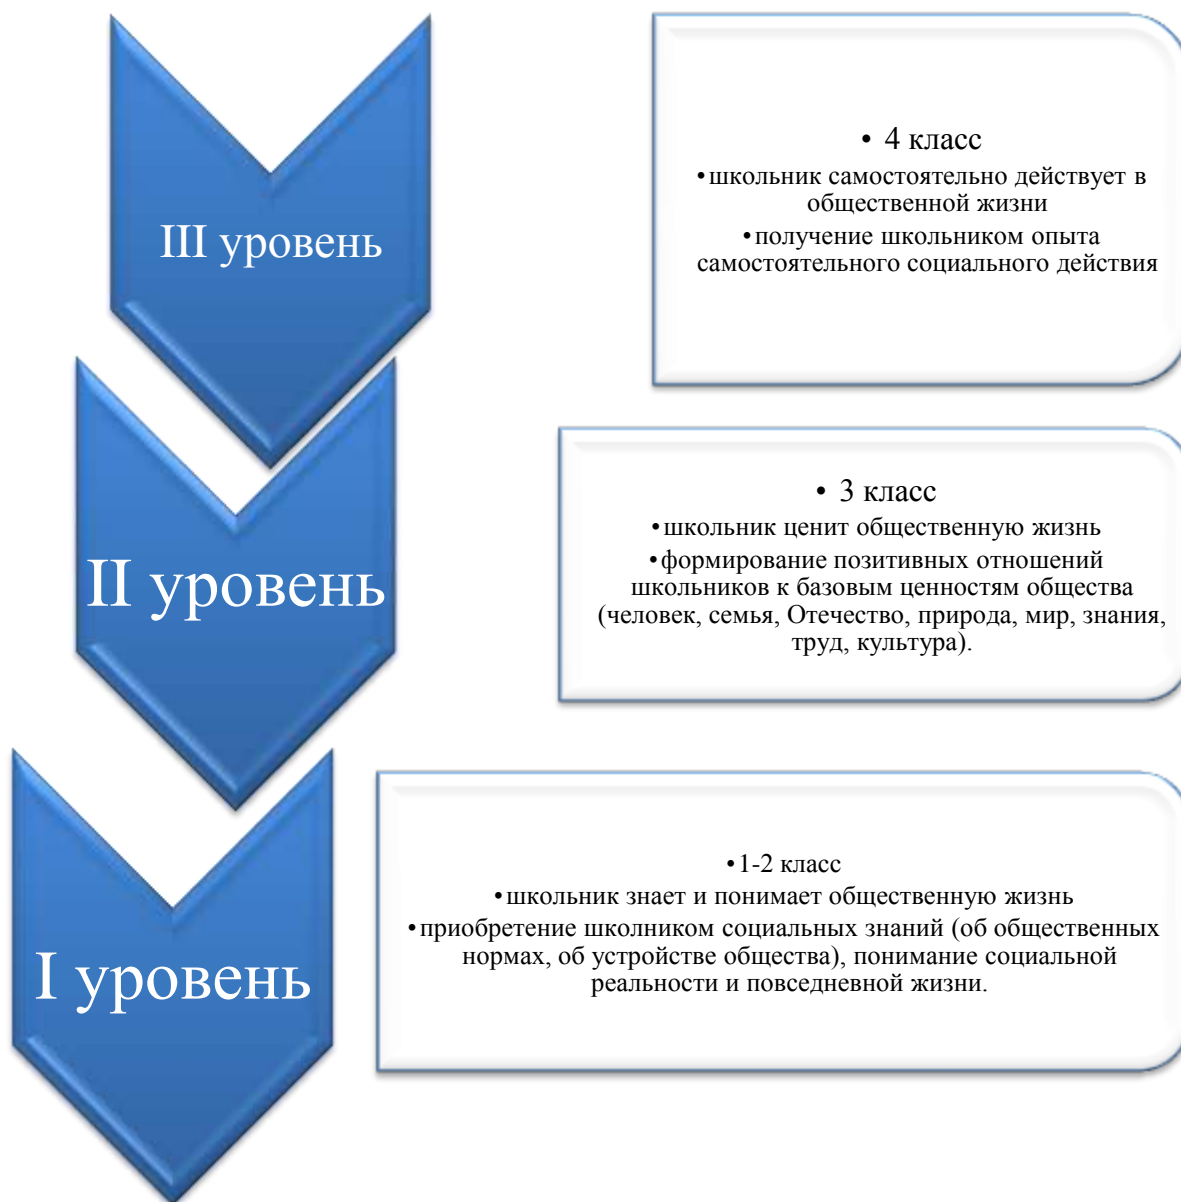 III уровень
• 4 класс
•школьник самостоятельно действует в
общественной жизни
•получение школьником опыта
самостоятельного социального действия
II уровень
• 3 класс
•школьник ценит общественную жизнь
•формирование позитивных отношений
школьников к базовым ценностям общества
(человек, семья, Отечество, природа, мир, знания,
труд, культура).
I уровень
•1-2 класс
•школьник знает и понимает общественную жизнь
•приобретение школником социальных знаний (об общественных
нормах, об устройстве общества), понимание социальной
реальности и повседневной жизни.